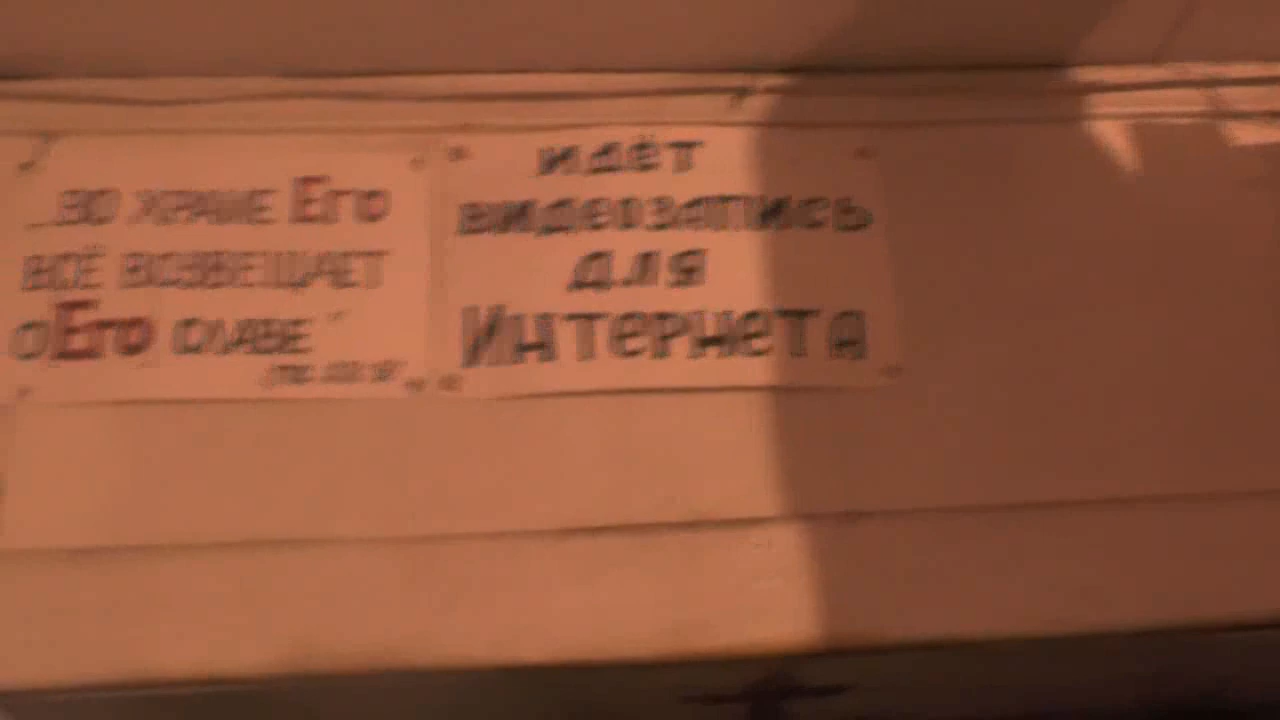 ...ВО ХРАМЕ Его
ВСЁ ВОЗВЕЩАЕТ
О Его СЛАВЕ"
ИДЁТ
ВИДЕОЗАПИСЬ
ДЛЯ
ИНТЕРНЕТА